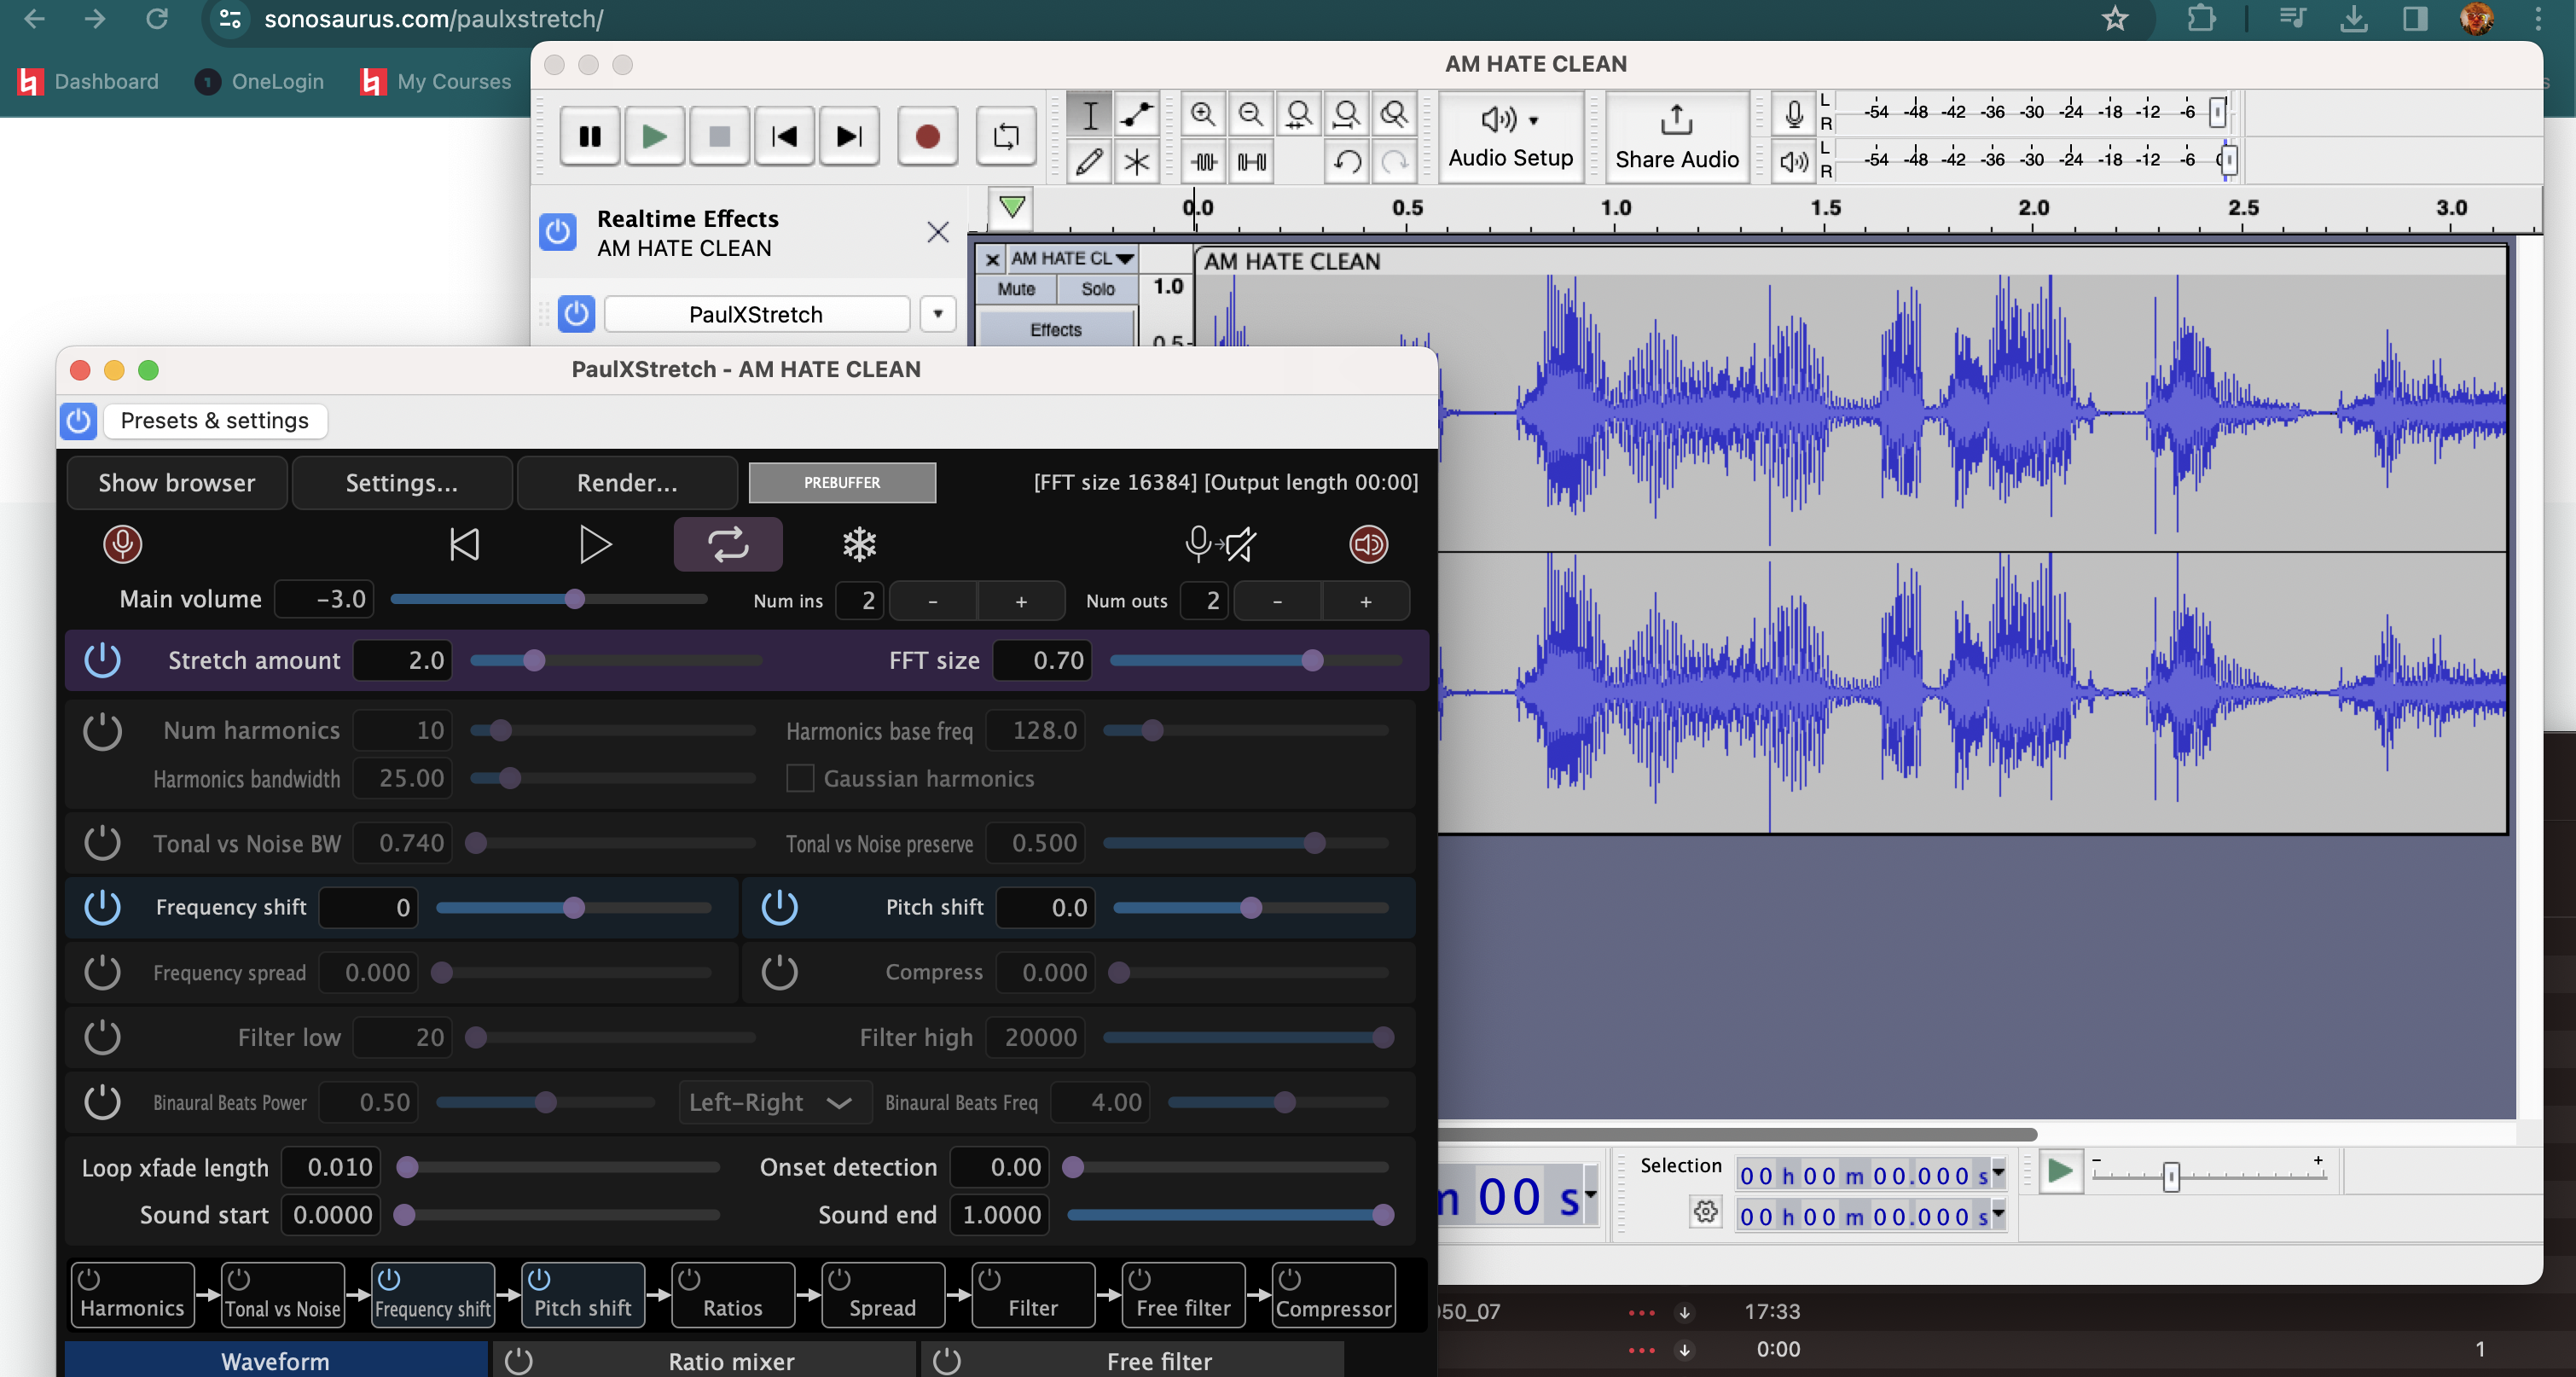 sonosaurus.com/paulxstretch/
Dashboard
OneLogin
My Courses
AM HATE CLEAN
Audio Setup
Share Audio
L
R
-54 -48 -42 -36 -30 -24 -18 -12 -6
L
R
-54 -48 -42 -36 -30 -24 -18 -12 -6 0
Realtime Effects
AM HATE CLEAN
PaulXStretch
0.0 0.5 1.0 1.5 2.0 2.5 3.0
AM HATE CL
AM HATE CLEAN
Mute Solo
1.0
Effects
0.5
PaulXStretch - AM HATE CLEAN
Presets & settings
Show browser
Settings...
Render...
PREBUFFER
[FFT size 16384] [Output length 00:00]
Main volume -3.0
Num ins 2 - +
Num outs 2 - +
Stretch amount 2.0
FFT size 0.70
Num harmonics 10
Harmonics base freq 128.0
Harmonics bandwidth 25.00
Gaussian harmonics
Tonal vs Noise BW 0.740
Tonal vs Noise preserve 0.500
Frequency shift 0
Pitch shift 0.0
Frequency spread 0.000
Compress 0.000
Filter low 20
Filter high 20000
Binaural Beats Power 0.50
Left-Right
Binaural Beats Freq 4.00
Loop xfade length 0.010
Onset detection 0.00
Sound start 0.0000
Sound end 1.0000
Harmonics
Tonal vs Noise
Frequency shift
Pitch shift
Ratios
Spread
Filter
Free filter
Compressor
Waveform
Ratio mixer
Free filter
m 00 s
Selection
00 h 00 m 00.000 s
00 h 00 m 00.000 s
- +
050_07
17:33
0:00
1